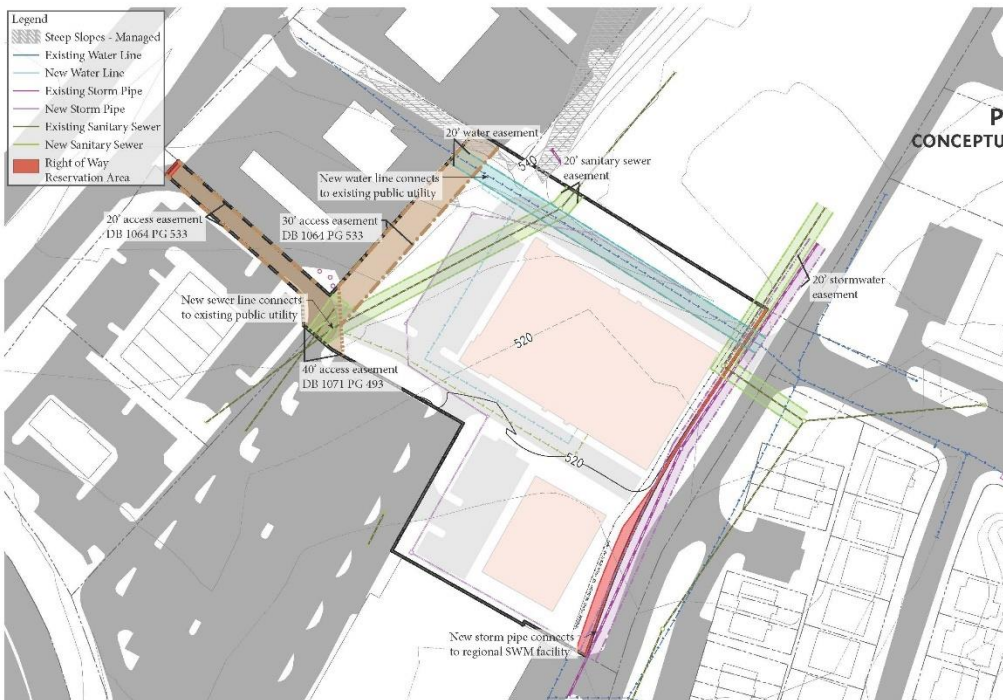 Legend
Steep Slopes - Managed
Existing Water Line
New Water Line
Existing Storm Pipe
New Storm Pipe
Existing Sanitary Sewer
New Sanitary Sewer
Right of Way
Reservation Area
P
CONCEPTU
20' water easement
540
20' sanitary sewer
easement
New water line connects
to existing public utility
20' access easement
DB 1064 PG 533
30' access easement
DB 1064 PG 533
20' stormwater
easement
New sewer line connects
to existing public utility
520
40' access easement
DB 1071 PG 493
520
New storm pipe connects
to regional SWM facility